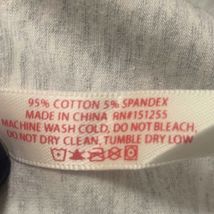 95% COTTON 5% SPANDEX
MADE IN CHINA RN#151255
MACHINE WASH COLD, DO NOT BLEACH,
DO NOT DRY CLEAN, TUMBLE DRY LOW